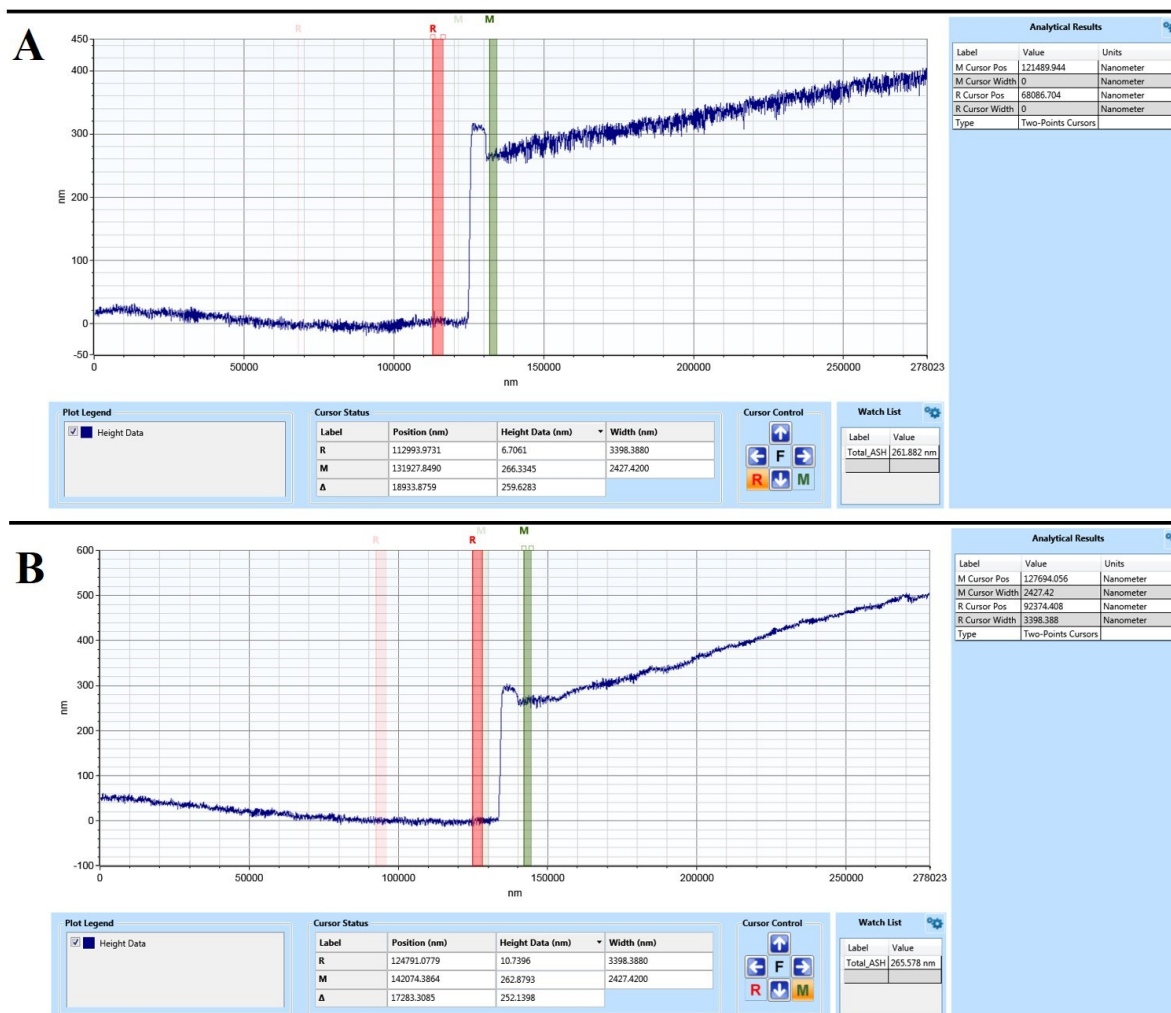 A
R R M M
450
400
300
200
100
0
-50
nm
0 50000 100000 150000 200000 250000 278023
nm
Analytical Results
Label Value Units
M Cursor Pos 121489.944 Nanometer
M Cursor Width 0 Nanometer
R Cursor Pos 68086.704 Nanometer
R Cursor Width 0 Nanometer
Type Two-Points Cursors
Plot Legend
Height Data
Cursor Status
Label Position (nm) Height Data (nm) Width (nm)
R 112993.9731 6.7061 3398.3880
M 131927.8490 266.3345 2427.4200
Δ 18933.8759 259.6283
Cursor Control
F
R M
Watch List
Label Value
Total_ASH 261.882 nm
B
R R M M
600
500
400
300
200
100
0
-100
nm
0 50000 100000 150000 200000 250000 278023
nm
Analytical Results
Label Value Units
M Cursor Pos 127694.056 Nanometer
M Cursor Width 2427.42 Nanometer
R Cursor Pos 92374.408 Nanometer
R Cursor Width 3398.388 Nanometer
Type Two-Points Cursors
Plot Legend
Height Data
Cursor Status
Label Position (nm) Height Data (nm) Width (nm)
R 124791.0779 10.7396 3398.3880
M 142074.3864 262.8793 2427.4200
Δ 17283.3085 252.1398
Cursor Control
F
R M
Watch List
Label Value
Total_ASH 265.578 nm